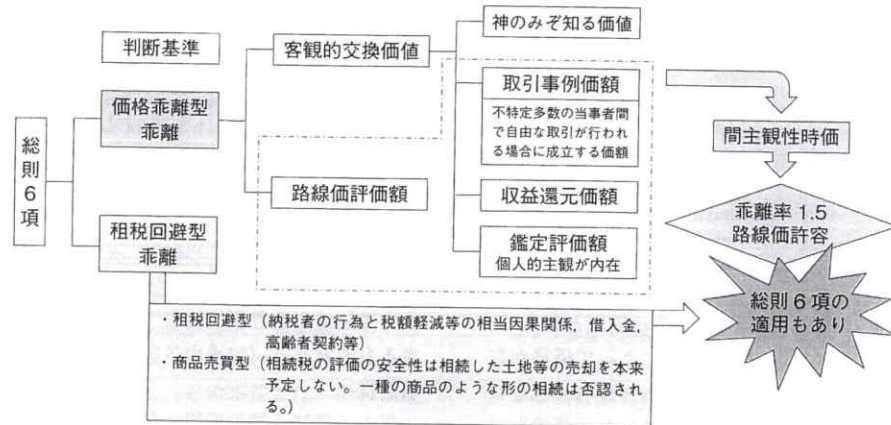 総則6項
判断基準
価格乖離型
乖離
租税回避型
乖離
客観的交換価値
路線価評価額
神のみぞ知る価値
取引事例価額
不特定多数の当事者間
で自由な取引が行われ
る場合に成立する価額
収益還元価額
鑑定評価額
個人的主観が内在
間主観性時価
乖離率 1.5
路線価許容
総則6項の
適用もあり
・租税回避型（納税者の行為と税額軽減等の相当因果関係，借入金，
高齢者契約等）
・商品売買型（相続税の評価の安全性は相続した土地等の売却を本来
予定しない。一種の商品のような形の相続は否認され
る。）